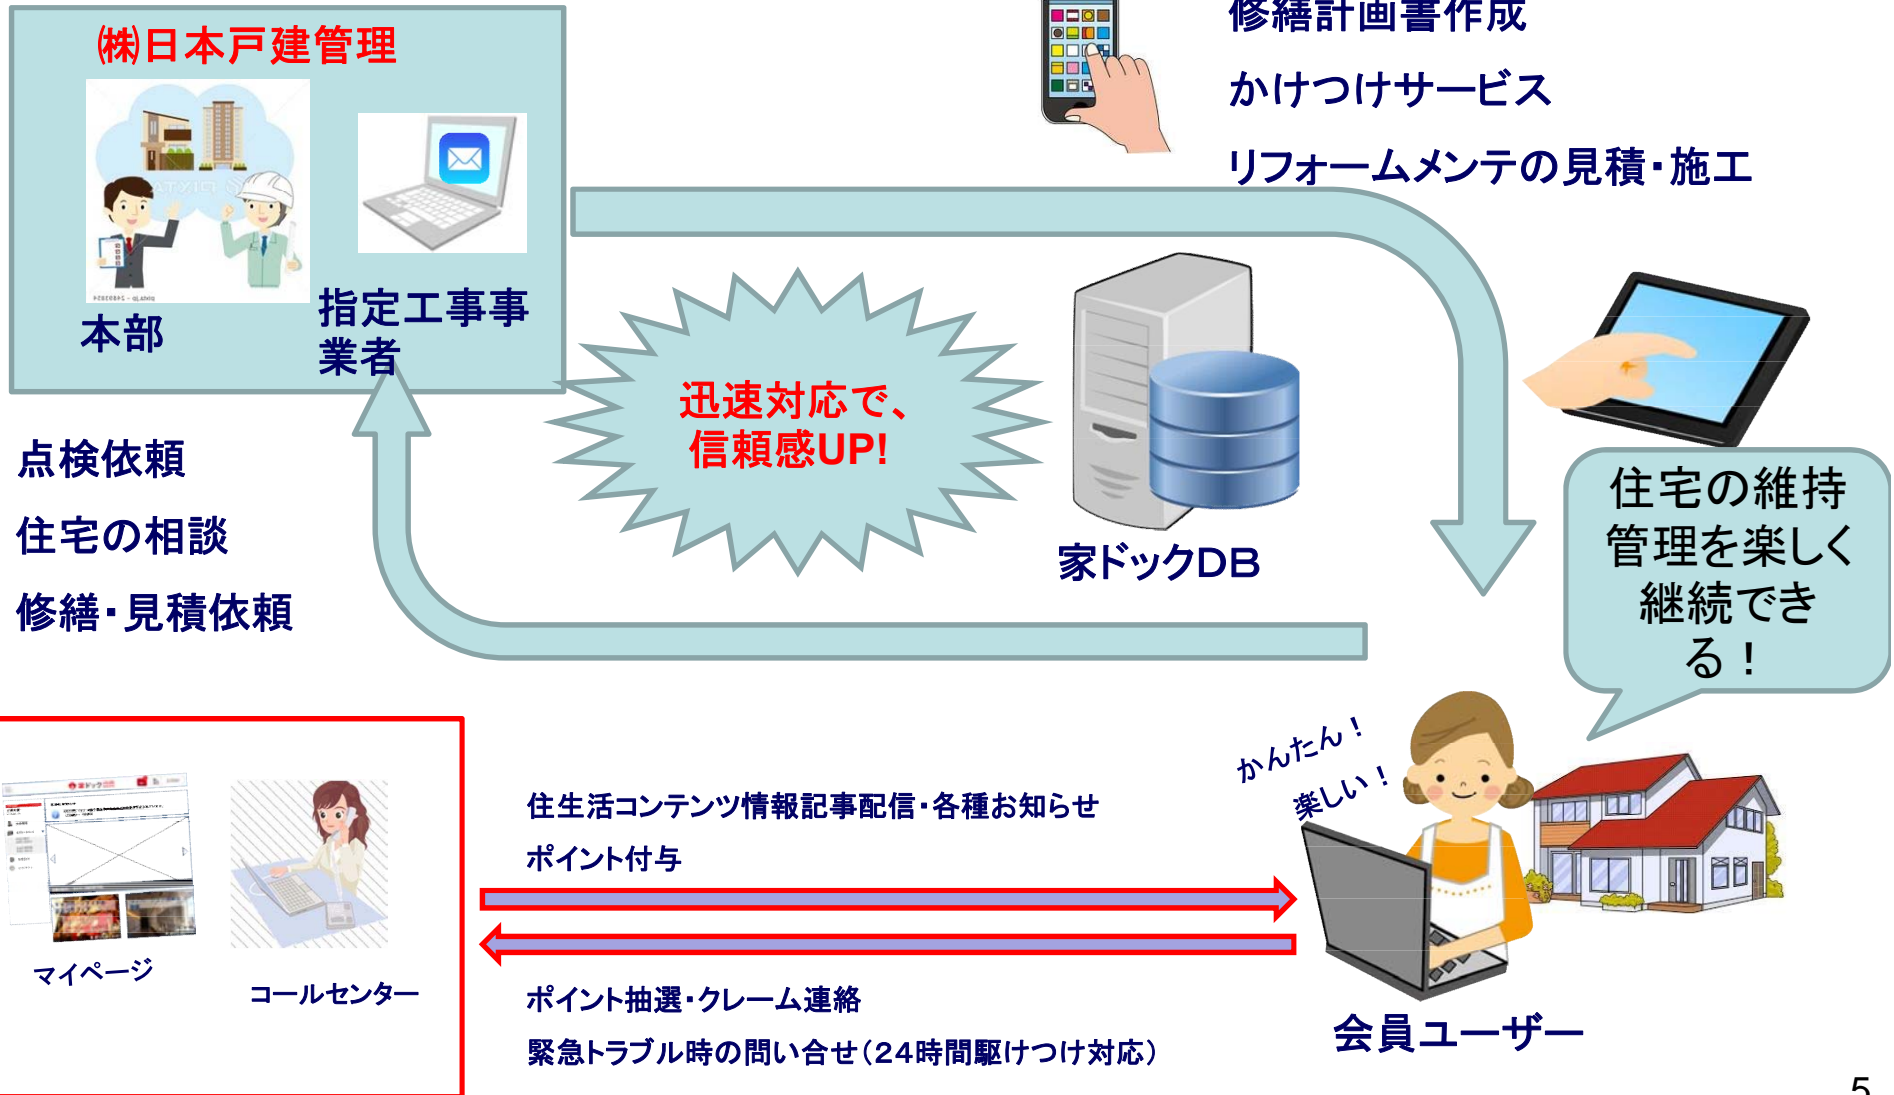 ㈱日本戸建管理
本部
指定工事事
業者
修繕計画書作成
かけつけサービス
リフォームメンテの見積・施工
迅速対応で、
信頼感UP!
家ドックDB
点検依頼
住宅の相談
修繕・見積依頼
住宅の維持
管理を楽しく
継続でき
る！
かんたん！
楽しい！
家ドック
マイページ
コールセンター
住生活コンテンツ情報記事配信・各種お知らせ
ポイント付与
ポイント抽選・クレーム連絡
緊急トラブル時の問い合せ（24時間駆けつけ対応）
会員ユーザー
5